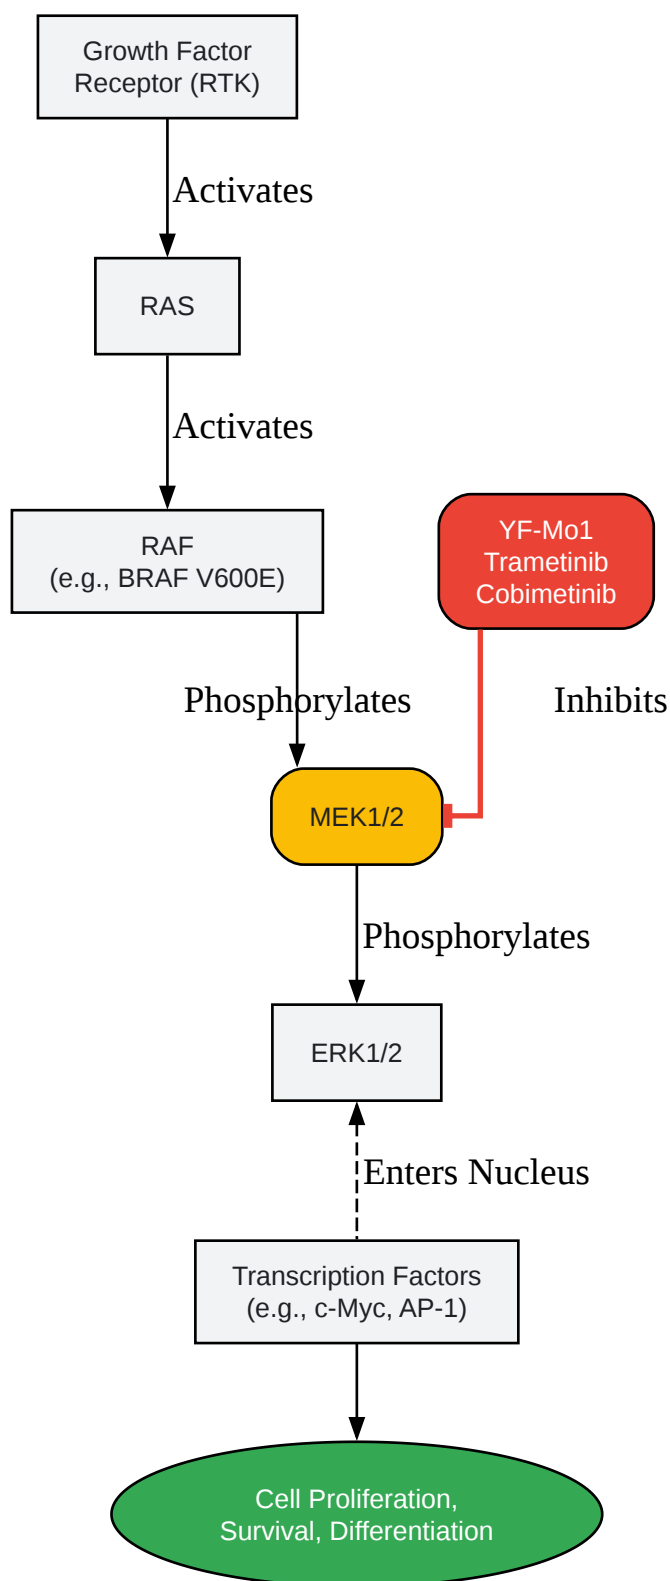 Growth Factor
Receptor (RTK)
Activates
RAS
Activates
RAF
(e.g., BRAF V600E)
YF-Mo1
Trametinib
Cobimetinib
Phosphorylates
Inhibits
MEK1/2
Phosphorylates
ERK1/2
Enters Nucleus
Transcription Factors
(e.g., c-Myc, AP-1)
Cell Proliferation,
Survival, Differentiation